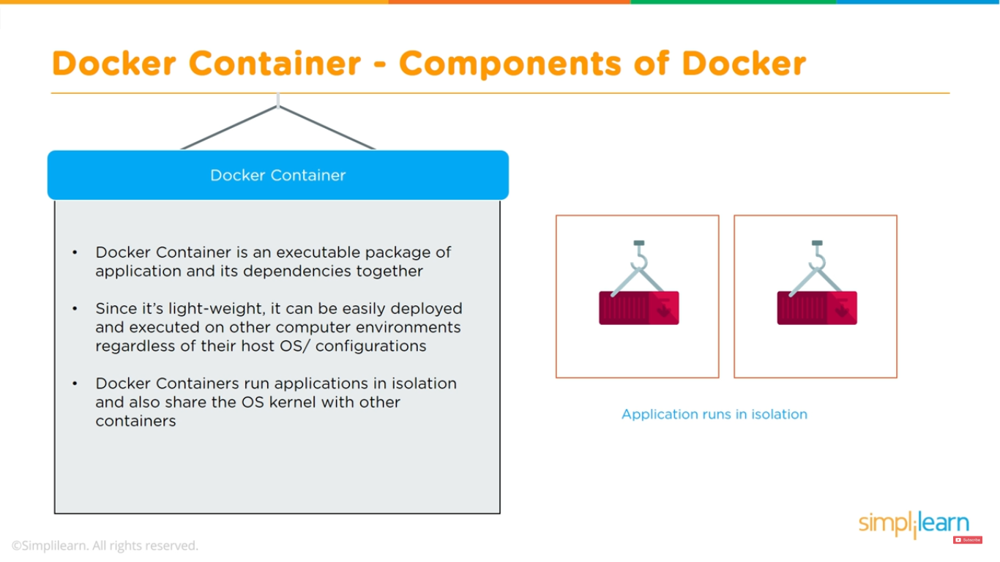 Docker Container - Components of Docker
Docker Container
• Docker Container is an executable package of
application and its dependencies together
• Since it’s light-weight, it can be easily deployed
and executed on other computer environments
regardless of their host OS/ configurations
• Docker Containers run applications in isolation
and also share the OS kernel with other
containers
Application runs in isolation
simplilearn
Subscribe
©Simplilearn. All rights reserved.